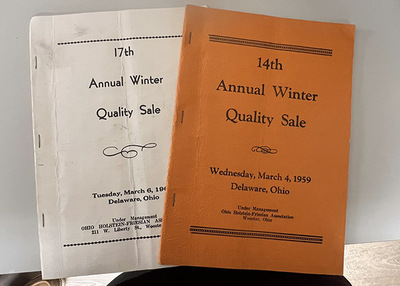 17th
Annual Winter
Quality Sale
Tuesday, March 6, 
Delaware, Ohio
Under Management
OHIO HOLSTEIN-FRIESIAN
211 W. Liberty St.,
14th
Annual Winter
Quality Sale
Wednesday, March 4, 1959
Delaware, Ohio
Under Management
Ohio Holstein-Friesian Association
Wooster, Ohio